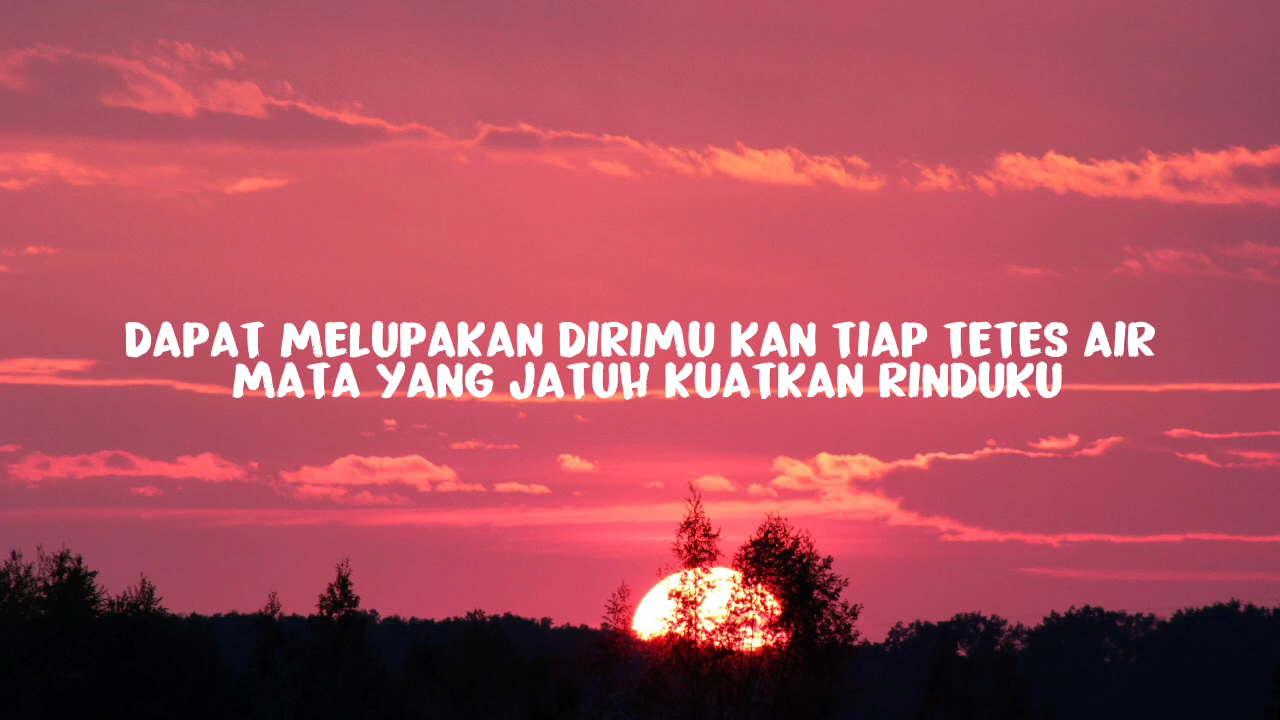 DAPAT MELUPAKAN DIRIMU KAN TIAP TETES AIR
MATA YANG JATUH KUATKAN RINDUKU